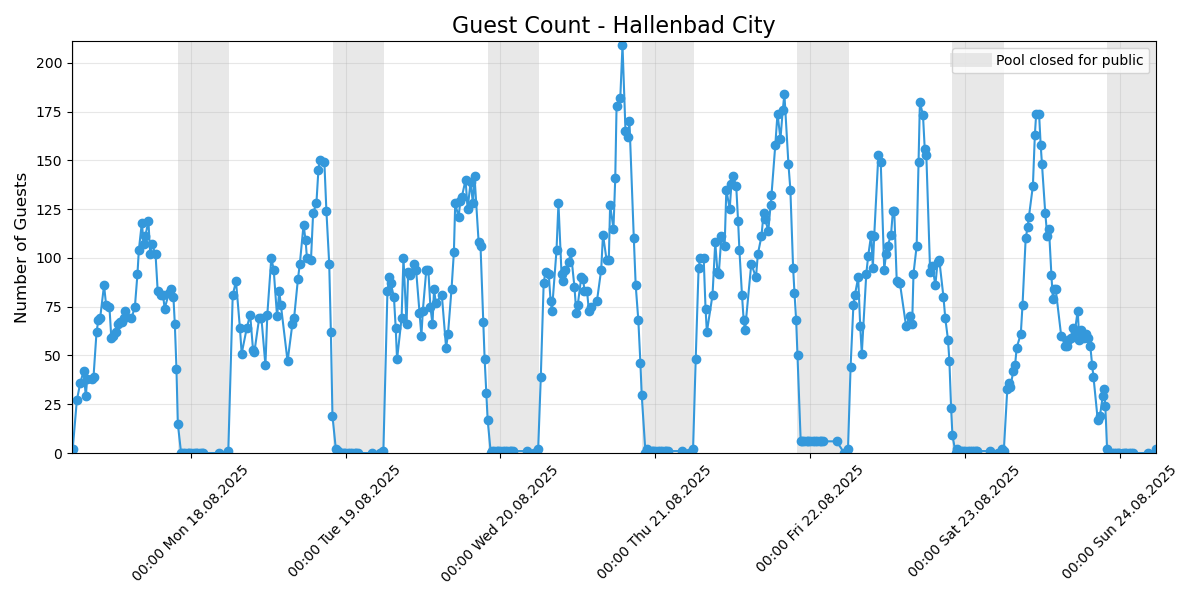 Guest Count - Hallenbad City
Pool closed for public
Number of Guests
200
175
150
125
100
75
50
25
0
00:00 Mon 18.08.2025
00:00 Tue 19.08.2025
00:00 Wed 20.08.2025
00:00 Thu 21.08.2025
00:00 Fri 22.08.2025
00:00 Sat 23.08.2025
00:00 Sun 24.08.2025